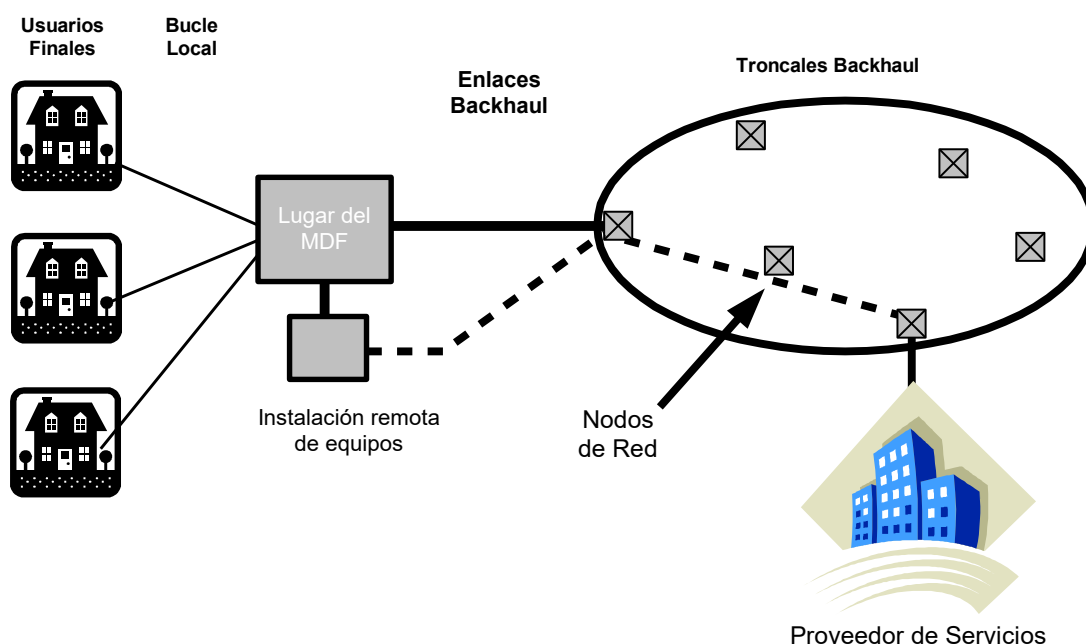 Usuarios
Finales
Bucle
Local
Enlaces
Backhaul
Troncales Backhaul
Lugar del
MDF
Instalación remota
de equipos
Nodos
de Red
Proveedor de Servicios